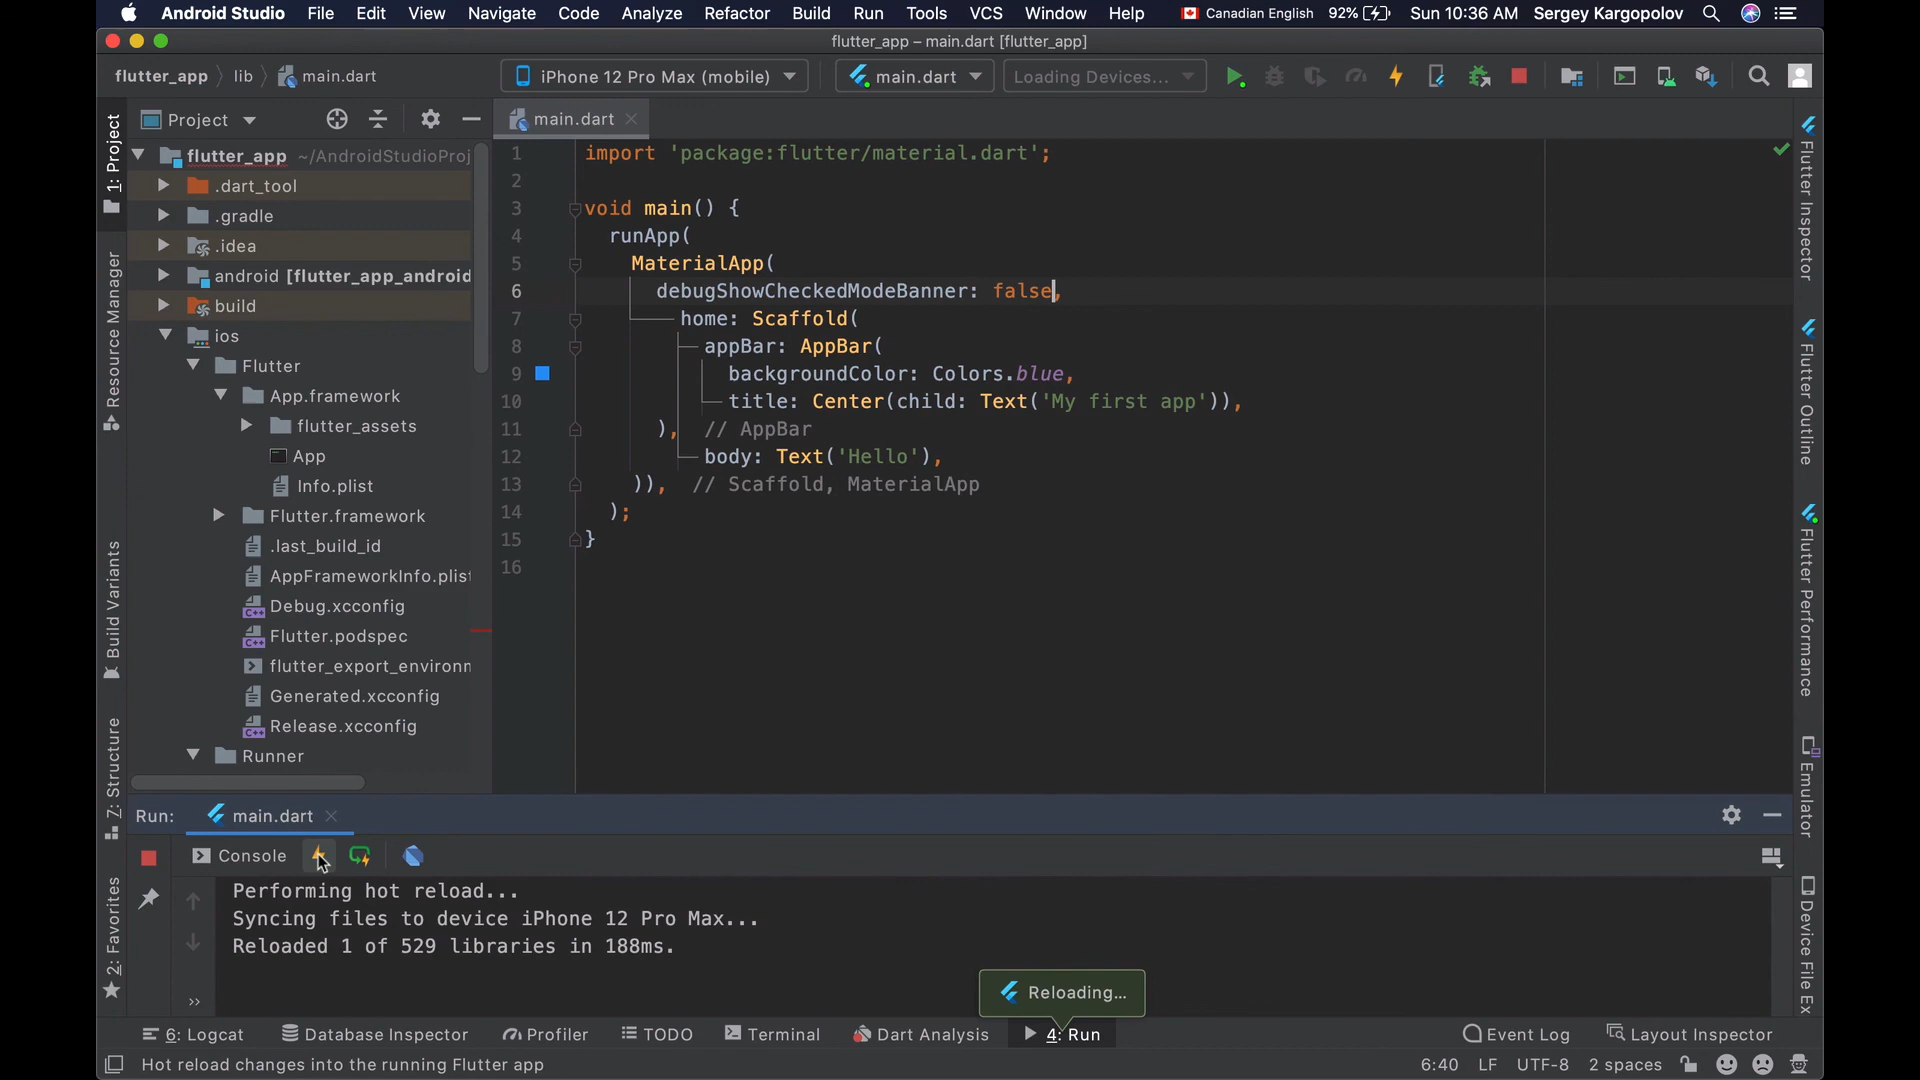 Android Studio File Edit View Navigate Code Analyze Refactor Build Run Tools VCS Window Help Canadian English 92% Sun 10:36 AM Sergey Kargopolov
flutter_app – main.dart [flutter_app]
flutter_app lib main.dart iPhone 12 Pro Max (mobile) main.dart Loading Devices...
Project main.dart
1: Project
Resource Manager
Build Variants
Z: Structure
2: Favorites
flutter_app ~/AndroidStudioProj
.dart_tool
.gradle
.idea
android [flutter_app_android
build
ios
Flutter
App.framework
flutter_assets
App
Info.plist
Flutter.framework
.last_build_id
AppFrameworkInfo.plist
Debug.xcconfig
Flutter.podspec
flutter_export_environm
Generated.xcconfig
Release.xcconfig
Runner
1 import 'package:flutter/material.dart';
2
3 void main() {
4 runApp(
5 MaterialApp(
6 debugShowCheckedModeBanner: false,
7 home: Scaffold(
8 appBar: AppBar(
9 backgroundColor: Colors.blue,
10 title: Center(child: Text('My first app')),
11 ), // AppBar
12 body: Text('Hello'),
13 )), // Scaffold, MaterialApp
14 );
15 }
16
Flutter Inspector
Flutter Outline
Flutter Performance
Emulator
Device File Ex
Run: main.dart
Console
Performing hot reload...
Syncing files to device iPhone 12 Pro Max...
Reloaded 1 of 529 libraries in 188ms.
Reloading...
6: Logcat Database Inspector Profiler TODO Terminal Dart Analysis 4: Run Event Log Layout Inspector
Hot reload changes into the running Flutter app 6:40 LF UTF-8 2 spaces